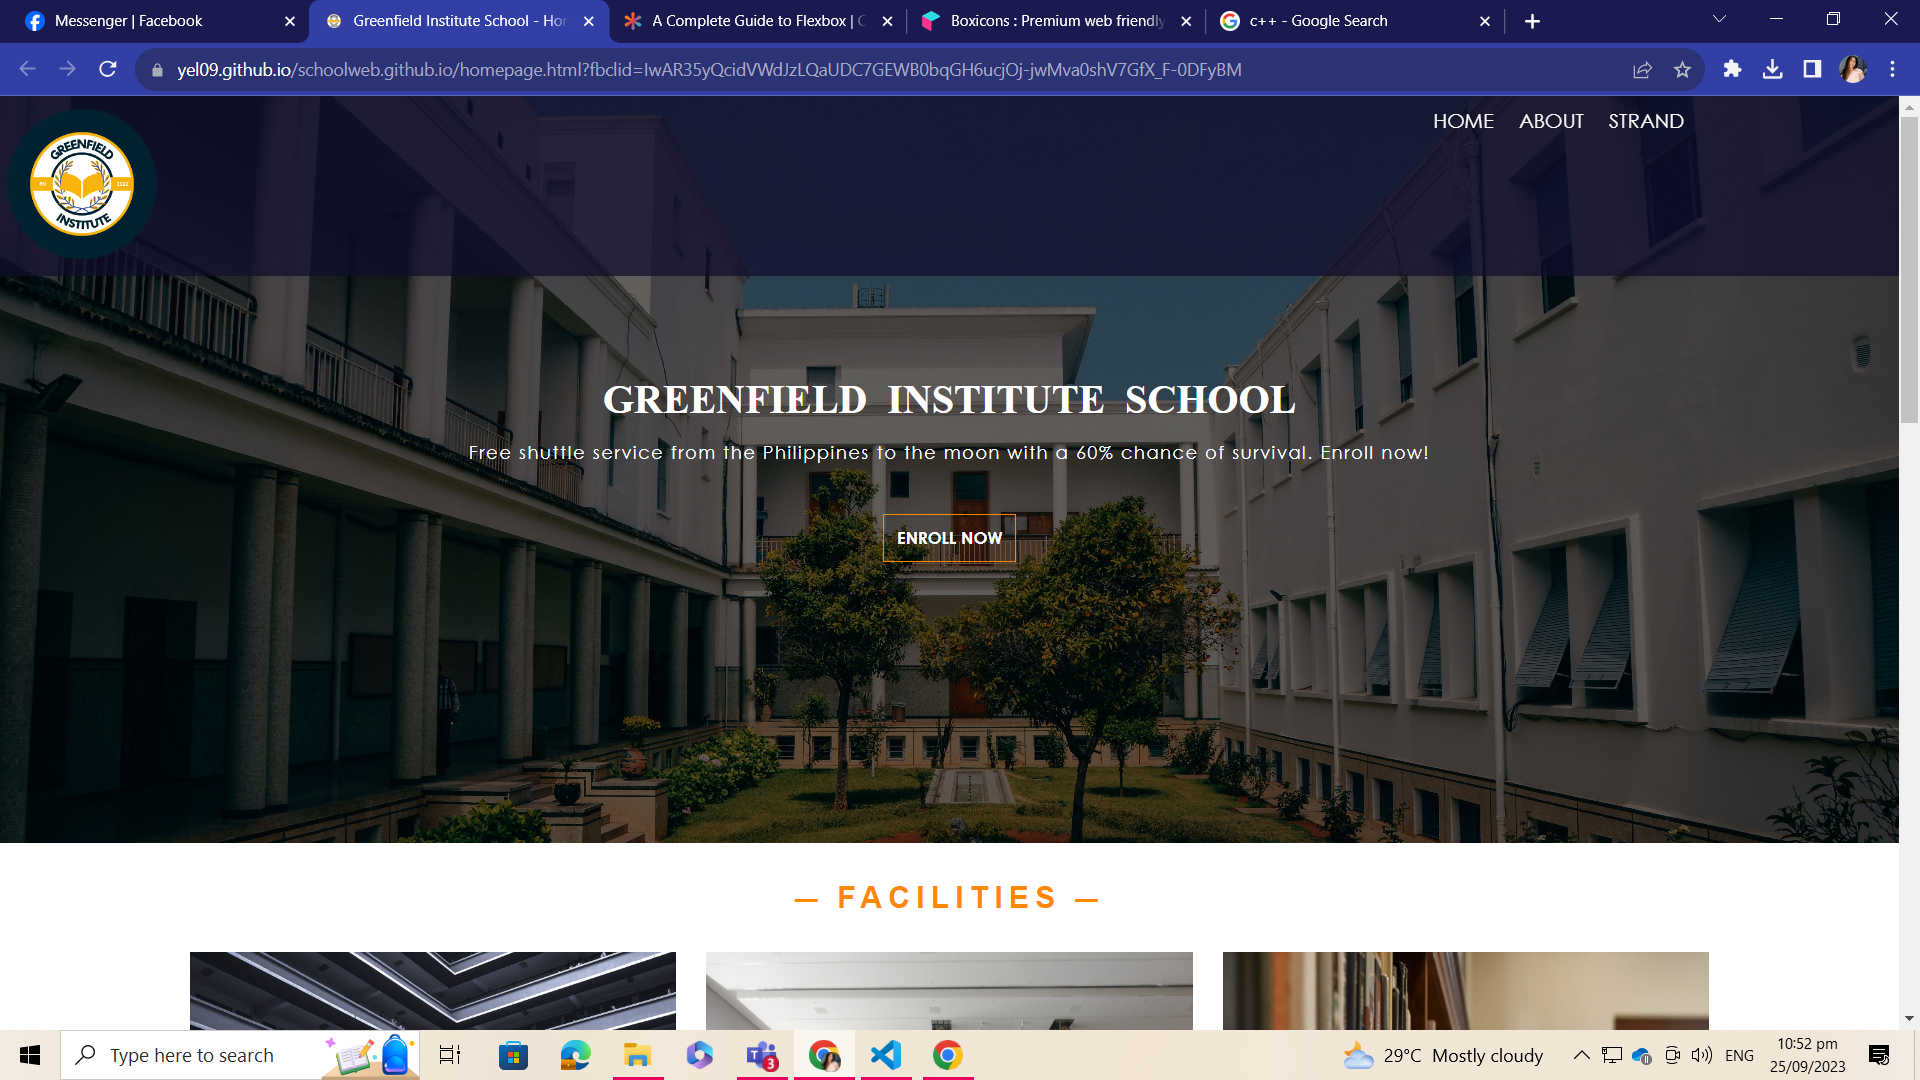 Messenger | Facebook
Greenfield Institute School - Hor
A Complete Guide to Flexbox | C
Boxicons : Premium web friendly
c++ - Google Search
yel09.github.io/schoolweb.github.io/homepage.html?fbclid=IwAR35yQcidVWdJzLQaUDC7GEWB0bqGH6ucjOj-jwMva0shV7GfX_F-0DFyBM
HOME ABOUT STRAND
GREENFIELD
INSTITUTE
GREENFIELD INSTITUTE SCHOOL
Free shuttle service from the Philippines to the moon with a 60% chance of survival. Enroll now!
ENROLL NOW
— FACILITIES —
Type here to search
3
29°C Mostly cloudy
ENG
10:52 pm
25/09/2023